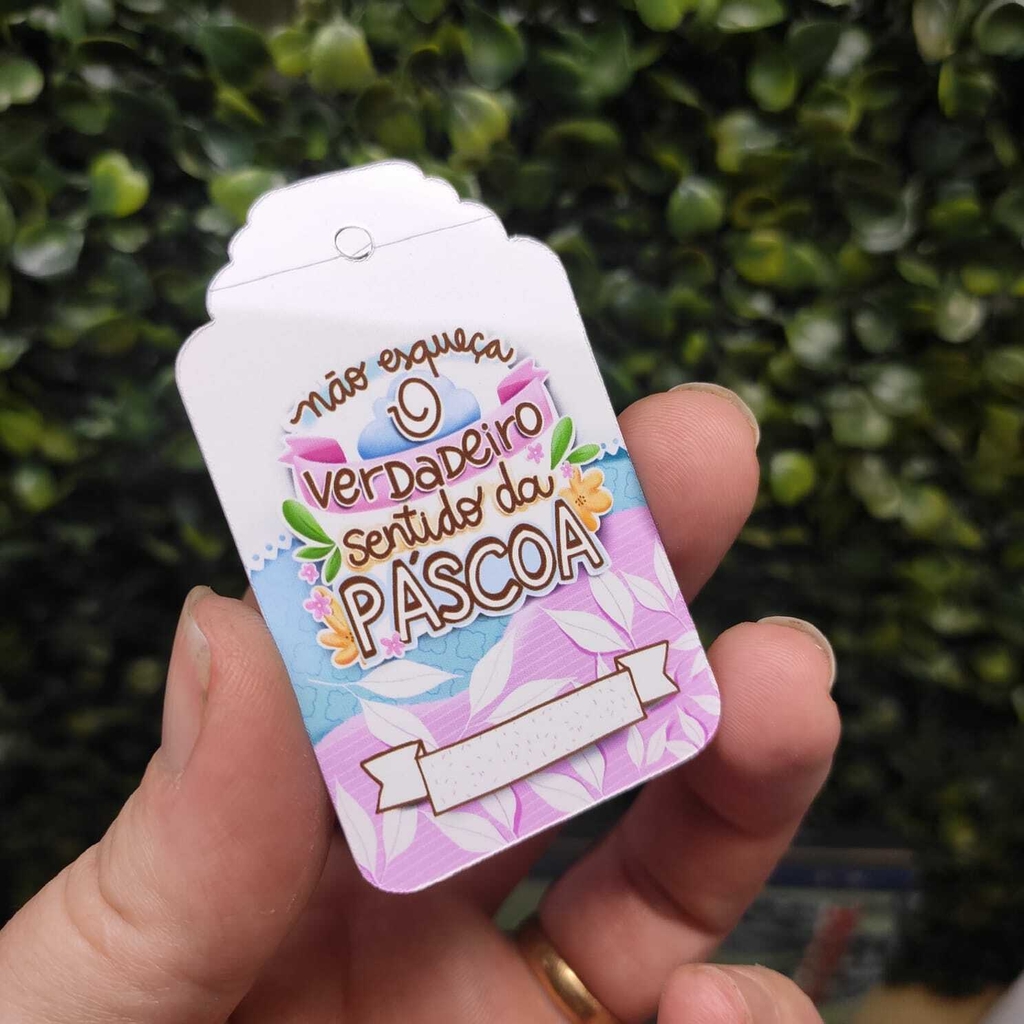 não esqueça
O
verDaDeiro
sentido da
PÁSCOA